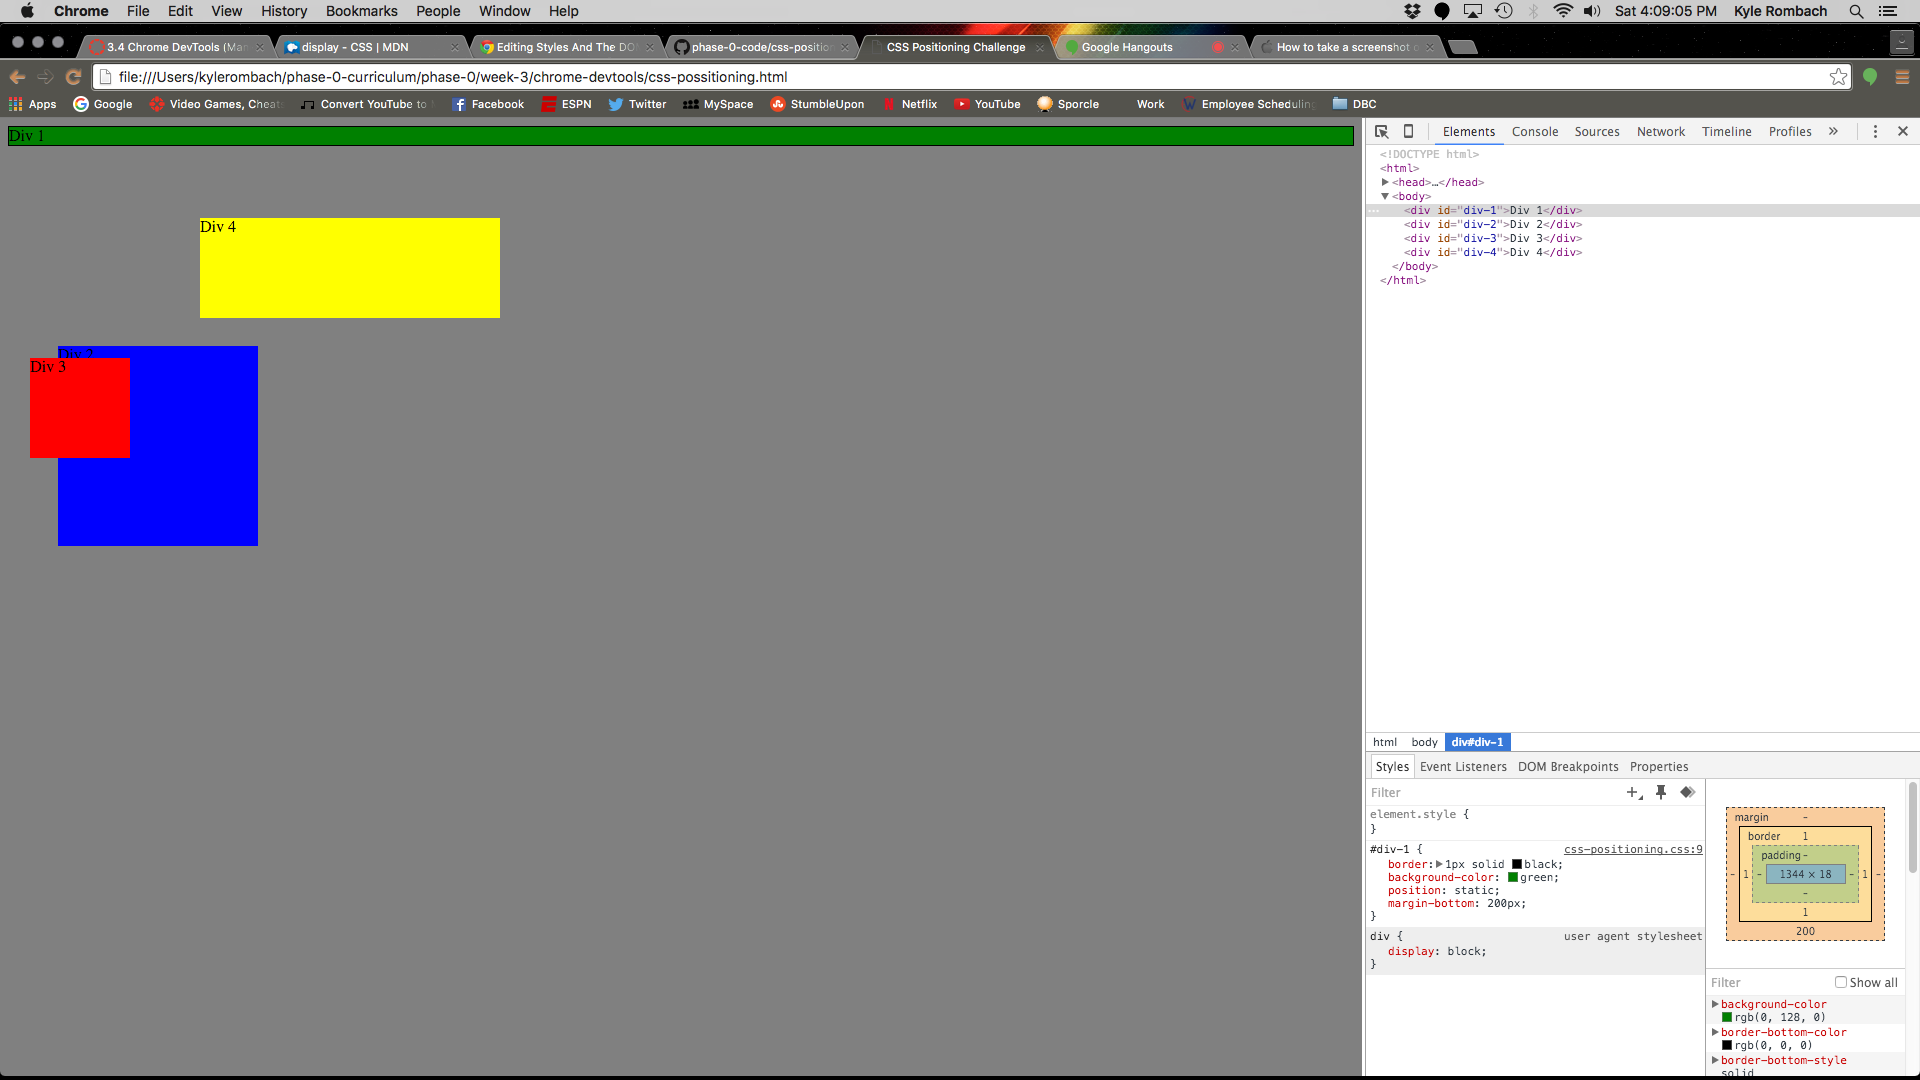 Chrome File Edit View History Bookmarks People Window Help Sat 4:09:05 PM Kyle Rombach
3.4 Chrome DevTools (Man display - CSS | MDN Editing Styles And The DO phase-0-code/css-position CSS Positioning Challenge Google Hangouts How to take a screenshot
file:///Users/kylerombach/phase-0-curriculum/phase-0/week-3/chrome-devtools/css-possitioning.html
Apps Google Video Games, Cheat Convert YouTube to Facebook ESPN Twitter MySpace StumbleUpon Netflix YouTube Sporcle Work Employee Scheduling DBC
Div 1
Div 4
Div 2
Div 3
Elements Console Sources Network Timeline Profiles »
<!DOCTYPE html>
<html>
<head>…</head>
<body>
<div id="div-1">Div 1</div>
<div id="div-2">Div 2</div>
<div id="div-3">Div 3</div>
<div id="div-4">Div 4</div>
</body>
</html>
html body div#div-1
Styles Event Listeners DOM Breakpoints Properties
Filter
element.style {
}
#div-1 { css-positioning.css:9
border: 1px solid black;
background-color: green;
position: static;
margin-bottom: 200px;
}
div { user agent stylesheet
display: block;
}
margin -
border 1
padding -
- 1 - 1344 × 18 - 1 -
-
1
200
Filter Show all
background-color
rgb(0, 128, 0)
border-bottom-color
rgb(0, 0, 0)
border-bottom-style
solid